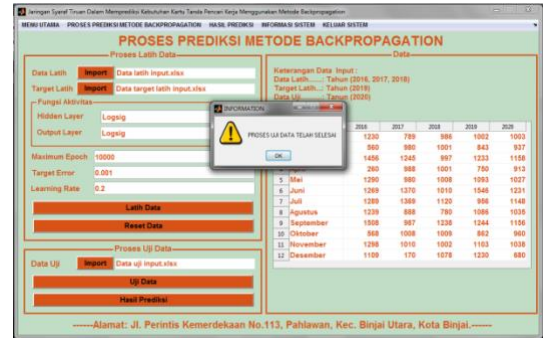 Jaringan Syaraf Tiruan Dalam Memprediksi Kebutuhan Kartu Tanda Pencari Kerja Menggunakan Metode Backpropagation
MENU UTAMA PROSES PREDIKSI METODE BACKPROPAGATION HASIL PREDIKSI INFORMASI SISTEM KELUAR SISTEM
PROSES PREDIKSI METODE BACKPROPAGATION
Proses Latih Data
Data Latih Import Data latih input.xlsx
Target Latih Import Data target latih input.xlsx
Fungsi Aktivitas
Hidden Layer Logsig
Output Layer Logsig
Maximum Epoch 10000
Target Error 0.001
Learning Rate 0.2
Latih Data
Reset Data
Proses Uji Data
Data Uji Import Data uji input.xlsx
Uji Data
Hasil Prediksi
Data
Keterangan Data Input :
Data Latih......: Tahun (2016, 2017, 2018)
Target Latih...: Tahun (2019)
Data Uji........: Tahun (2020)
INFORMATION
PROSES UJI DATA TELAH SELESAI
OK
2016 2017 2018 2019 2020
1230 789 986 1002 1003
560 980 1001 843 937
1456 1245 997 1233 1158
260 988 1001 780 913
5 Mei 1290 980 1008 1093 1027
6 Juni 1269 1370 1010 1546 1231
7 Juli 1289 1369 1120 956 1148
8 Agustus 1239 888 780 1086 1035
9 September 1508 987 1238 1244 1156
10 Oktober 868 1008 1009 862 960
11 November 1298 1010 1002 1103 1038
12 Desember 1109 170 1078 1230 680
-----Alamat: Jl. Perintis Kemerdekaan No.113, Pahlawan, Kec. Binjai Utara, Kota Binjai.------